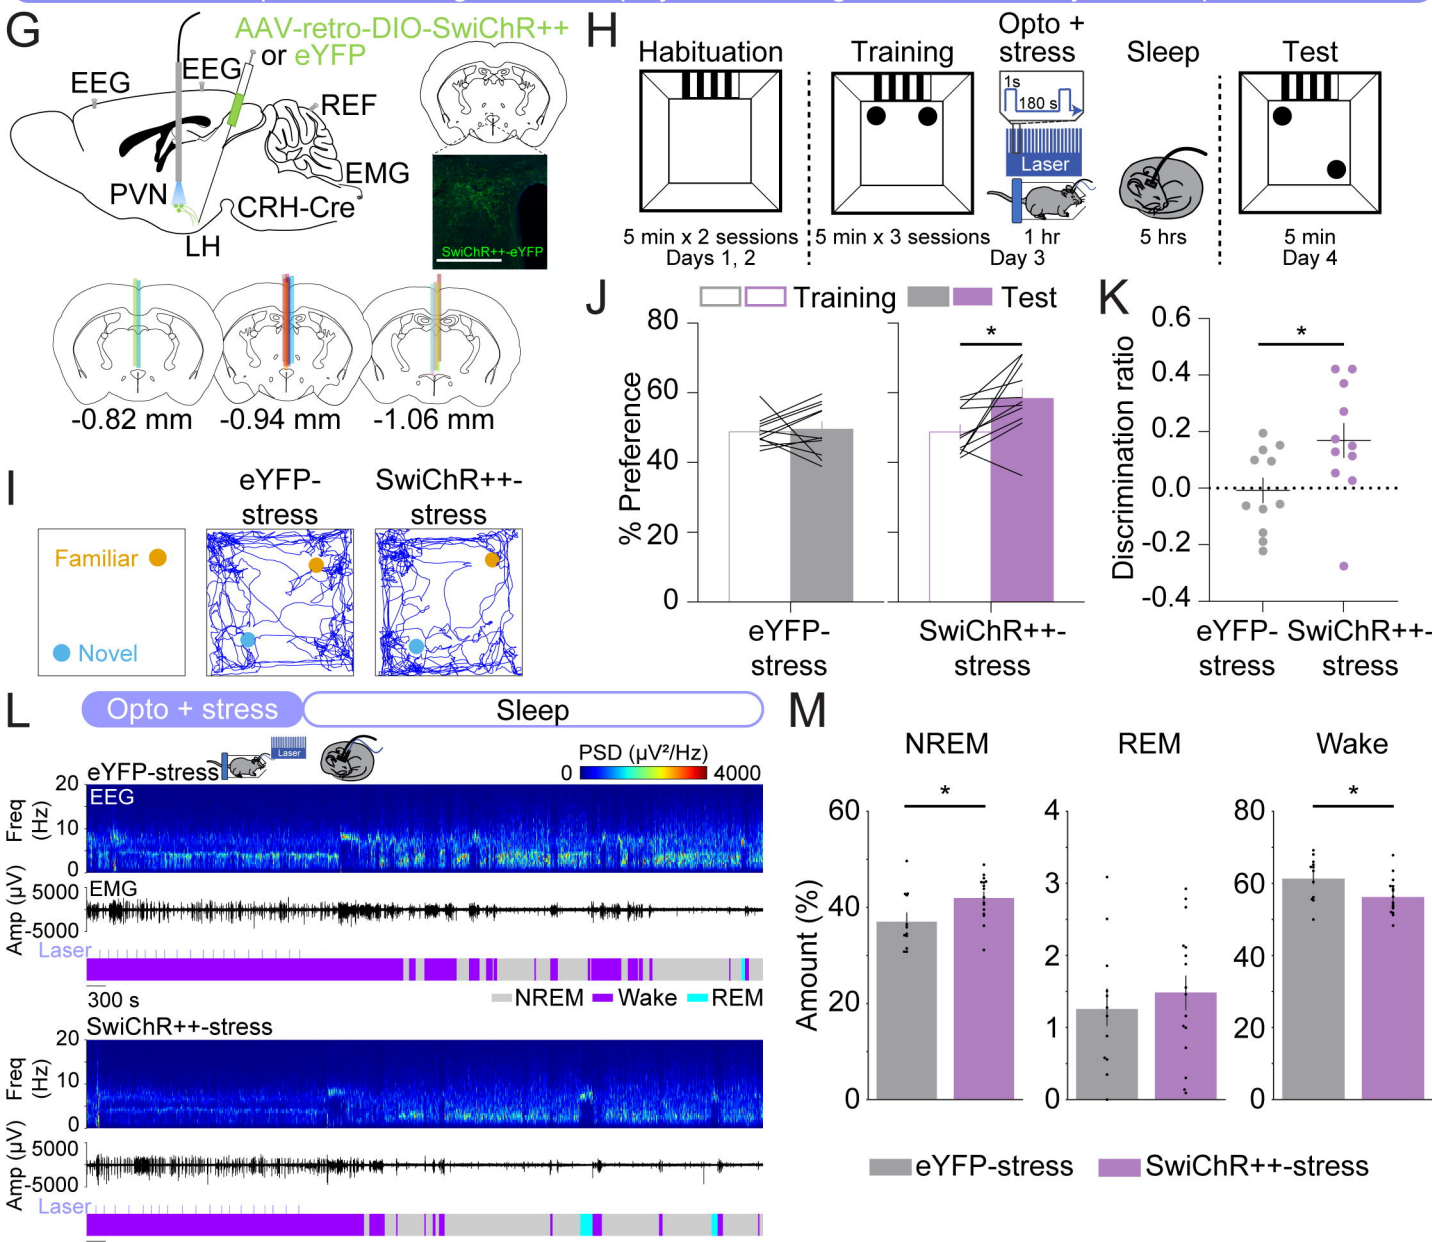 G
AAV-retro-DIO-SwiChR++
or eYFP
EEG
EEG
REF
EMG
PVN
CRH-Cre
LH
SwiChR++-eYFP
-0.82 mm
-0.94 mm
-1.06 mm
H
Habituation
Training
Opto +
stress
Sleep
Test
1s
180 s
Laser
5 min x 2 sessions
Days 1, 2
5 min x 3 sessions
1 hr
Day 3
5 hrs
5 min
Day 4
I
eYFP-
stress
SwiChR++-
stress
Familiar
Novel
J
Training
Test
% Preference
80
60
40
20
0
*
eYFP-
stress
SwiChR++-
stress
K
Discrimination ratio
0.6
0.4
0.2
0.0
-0.2
-0.4
*
eYFP-
stress
SwiChR++-
stress
L
Opto + stress
Sleep
Laser
eYFP-stress
PSD (µV²/Hz)
0
4000
EEG
Freq
(Hz)
20
10
0
EMG
Amp (µV)
5000
-5000
Laser
300 s
NREM
Wake
REM
SwiChR++-stress
Freq
(Hz)
20
10
0
Amp (µV)
5000
-5000
Laser
M
NREM
REM
Wake
Amount (%)
60
40
20
0
*
4
3
2
1
0
80
60
40
20
0
*
eYFP-stress
SwiChR++-stress